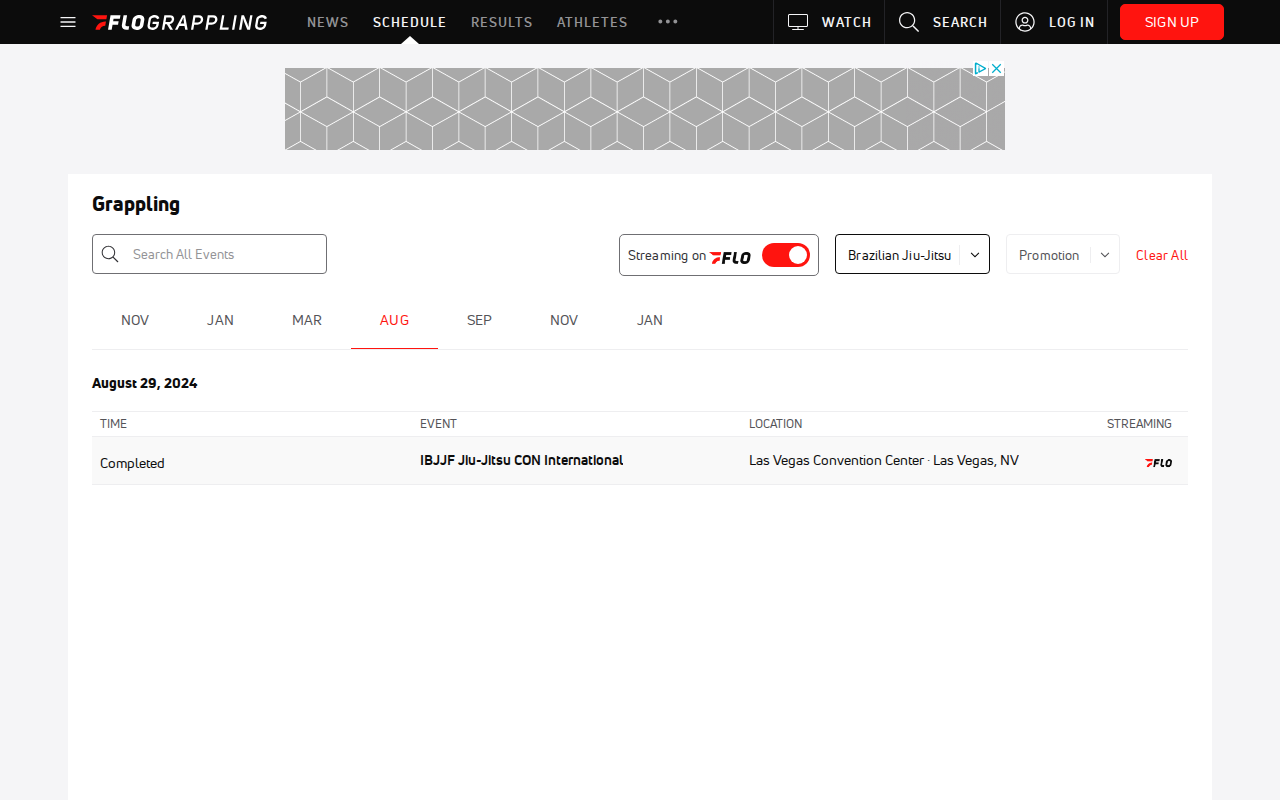 FLOGRAPPLING NEWS SCHEDULE RESULTS ATHLETES WATCH SEARCH LOG IN SIGN UP
Grappling
Search All Events Streaming on FLO Brazilian Jiu-Jitsu Promotion Clear All
NOV JAN MAR AUG SEP NOV JAN
August 29, 2024
TIME EVENT LOCATION STREAMING
Completed IBJJF Jiu-Jitsu CON International Las Vegas Convention Center · Las Vegas, NV FLO